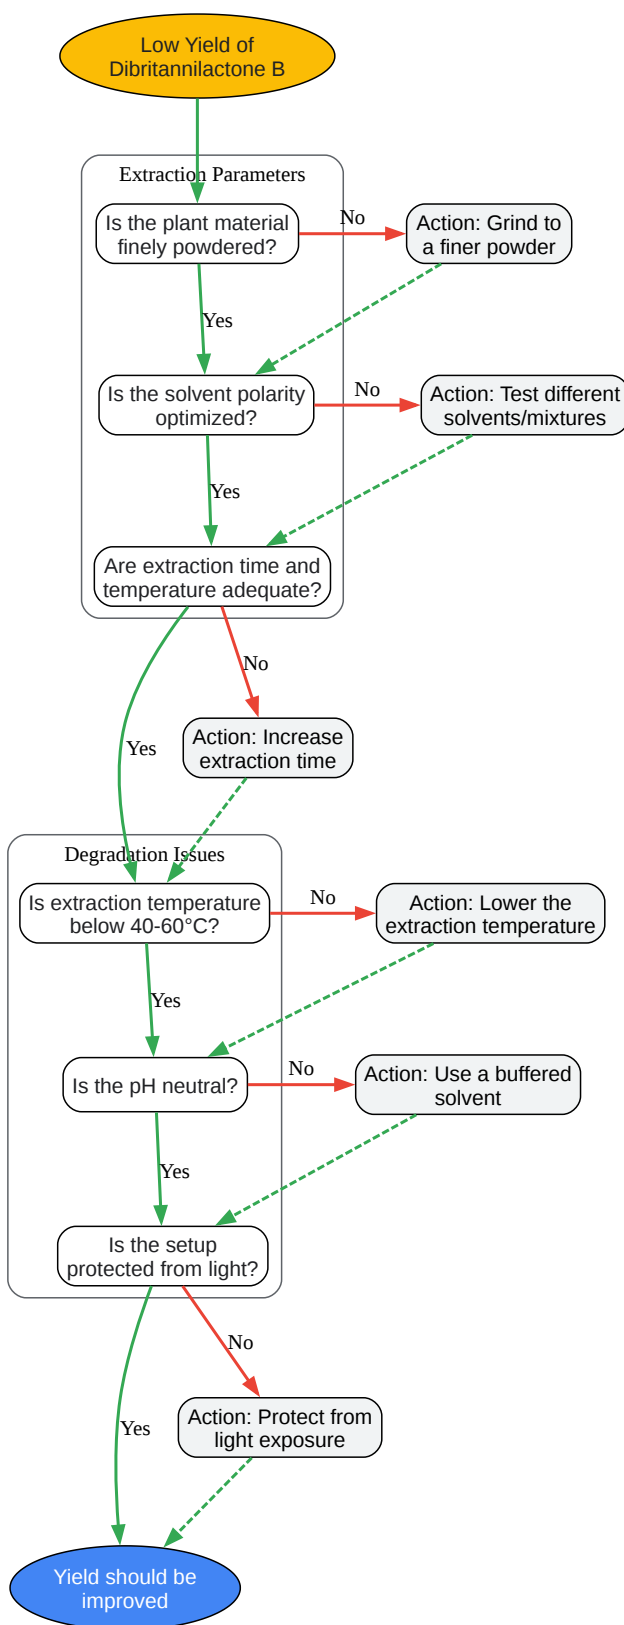 Low Yield of
Dibritannilactone B
Extraction Parameters
Is the plant material
finely powdered?
No
Action: Grind to
a finer powder
Yes
Is the solvent polarity
optimized?
No
Action: Test different
solvents/mixtures
Yes
Are extraction time and
temperature adequate?
No
Action: Increase
extraction time
Yes
Degradation Issues
Is extraction temperature
below 40-60°C?
No
Action: Lower the
extraction temperature
Yes
Is the pH neutral?
No
Action: Use a buffered
solvent
Yes
Is the setup
protected from light?
No
Action: Protect from
light exposure
Yes
Yield should be
improved